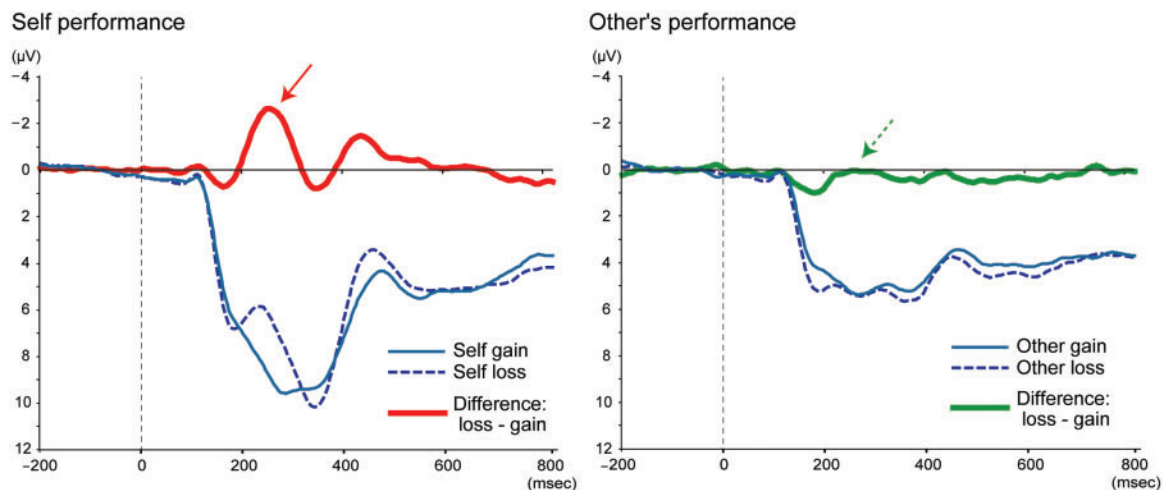 Self performance
(µV)
−4
−2
0
2
4
6
8
10
12
−200
0
200
400
600
800
(msec)
Self gain
Self loss
Difference:
loss - gain
Other's performance
(µV)
−4
−2
0
2
4
6
8
10
12
−200
0
200
400
600
800
(msec)
Other gain
Other loss
Difference:
loss - gain